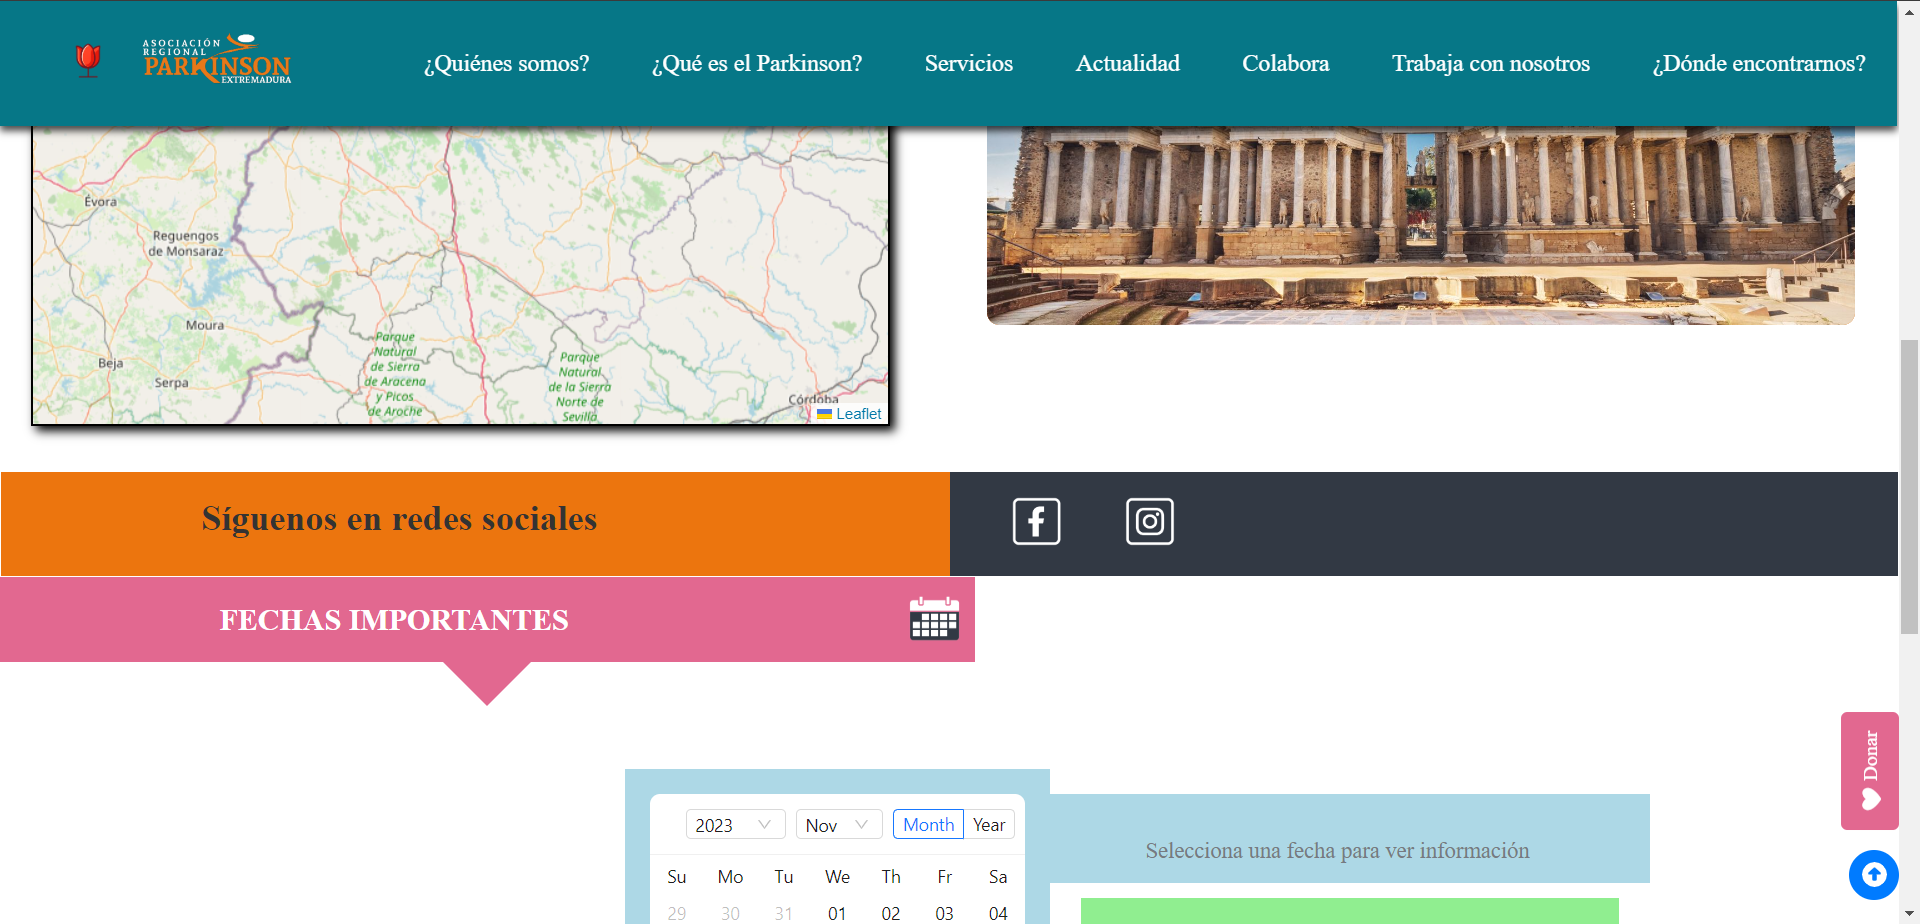 ASOCIACIÓN
REGIONAL
PARKINSON
EXTREMADURA
¿Quiénes somos?
¿Qué es el Parkinson?
Servicios
Actualidad
Colabora
Trabaja con nosotros
¿Dónde encontrarnos?
Évora
Reguengos
de Monsaraz
Moura
Beja
Serpa
Parque
Natural
de Sierra
de Aracena
y Picos
de Aroche
Parque
Natural
de la Sierra
Norte de
Sevilla
Córdoba
Leaflet
Síguenos en redes sociales
FECHAS IMPORTANTES
Donar
2023
Nov
Month
Year
Selecciona una fecha para ver información
Su Mo Tu We Th Fr Sa
29 30 31 01 02 03 04